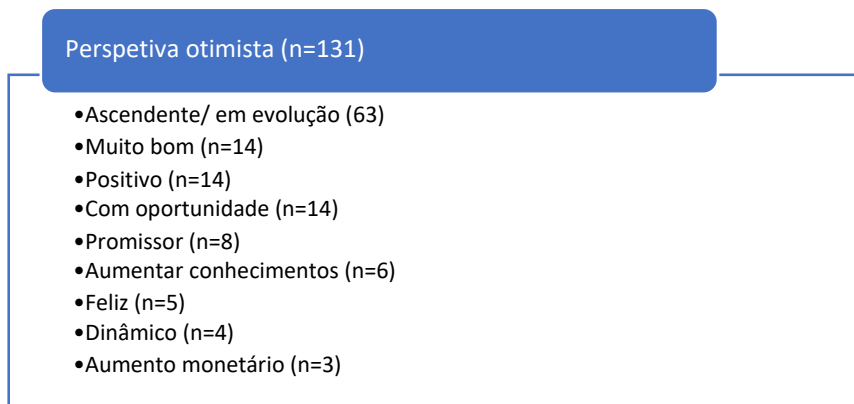 Perspetiva otimista (n=131)
•Ascendente/ em evolução (63)
•Muito bom (n=14)
•Positivo (n=14)
•Com oportunidade (n=14)
•Promissor (n=8)
•Aumentar conhecimentos (n=6)
•Feliz (n=5)
•Dinâmico (n=4)
•Aumento monetário (n=3)